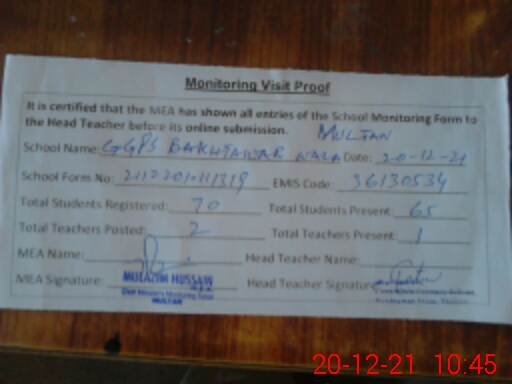 Monitoring Visit Proof
It is certified that the MEA has shown all entries of the School Monitoring Form to
the Head Teacher before its online submission. MULTAN
School Name: GGPS BAKHTAWAR WALA Date: 20-12-21
School Form No: EMIS Code: 36130534
Total Students Registered: 70 Total Students Present: 65
Total Teachers Posted: 2 Total Teachers Present: 1
MEA Name: Head Teacher Name:
MEA Signature: MULAZIM HUSSAIN Head Teacher Signature
MULTAN
20-12-21 10:45